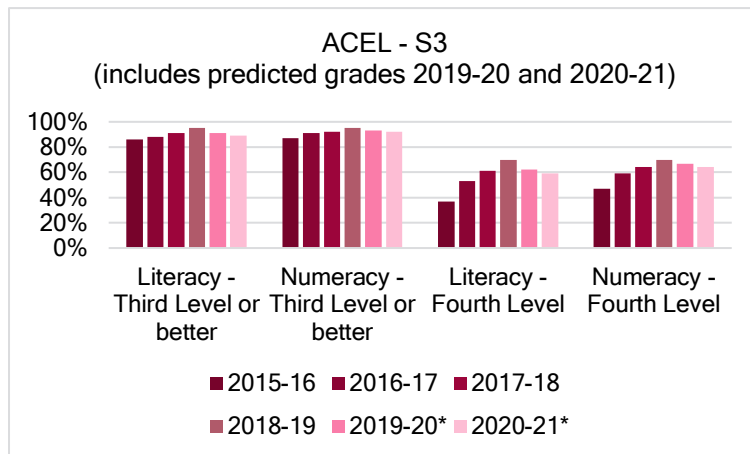 ACEL - S3
(includes predicted grades 2019-20 and 2020-21)
100%
80%
60%
40%
20%
0%
Literacy -
Third Level or
better
Numeracy -
Third Level or
better
Literacy -
Fourth Level
Numeracy -
Fourth Level
2015-16 2016-17 2017-18
2018-19 2019-20* 2020-21*